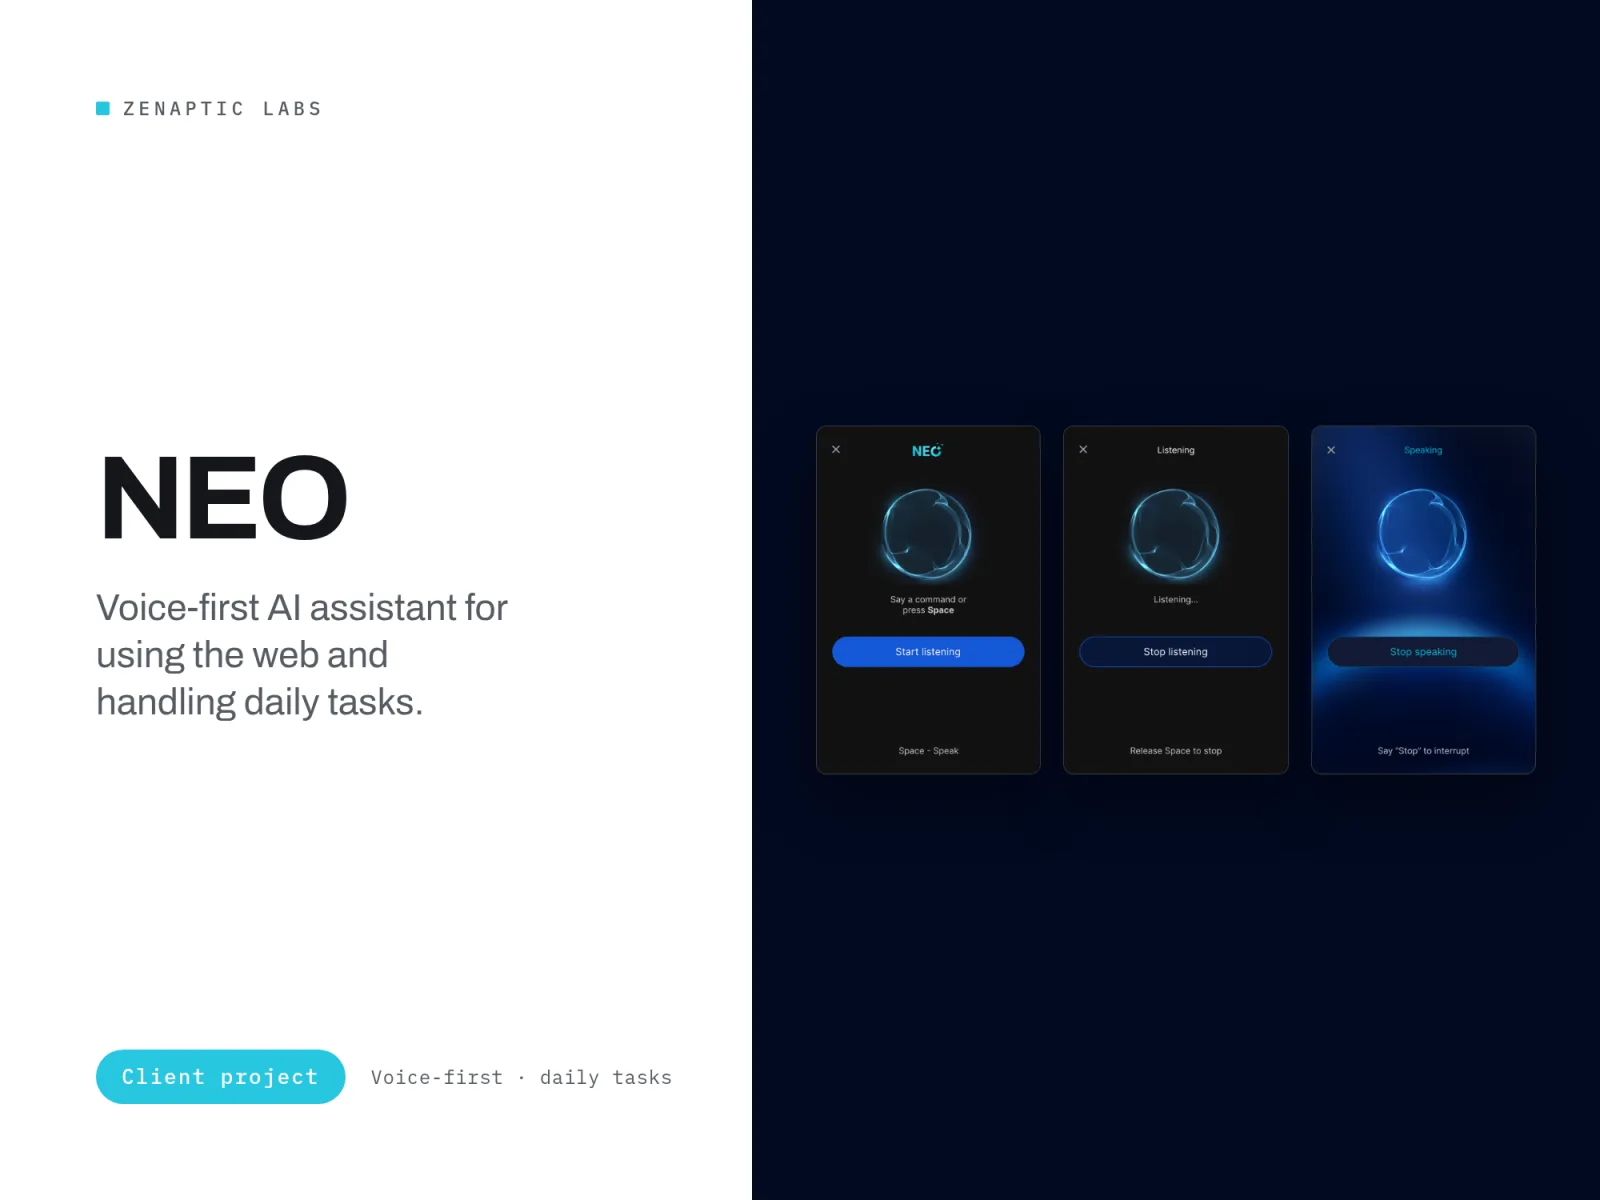 ZENAPTIC LABS
NEO
Voice-first AI assistant for
using the web and
handling daily tasks.
Client project
Voice-first · daily tasks
NEO
Say a command or
press Space
Start listening
Space - Speak
Listening
Listening...
Stop listening
Release Space to stop
Speaking
Stop speaking
Say “Stop” to interrupt